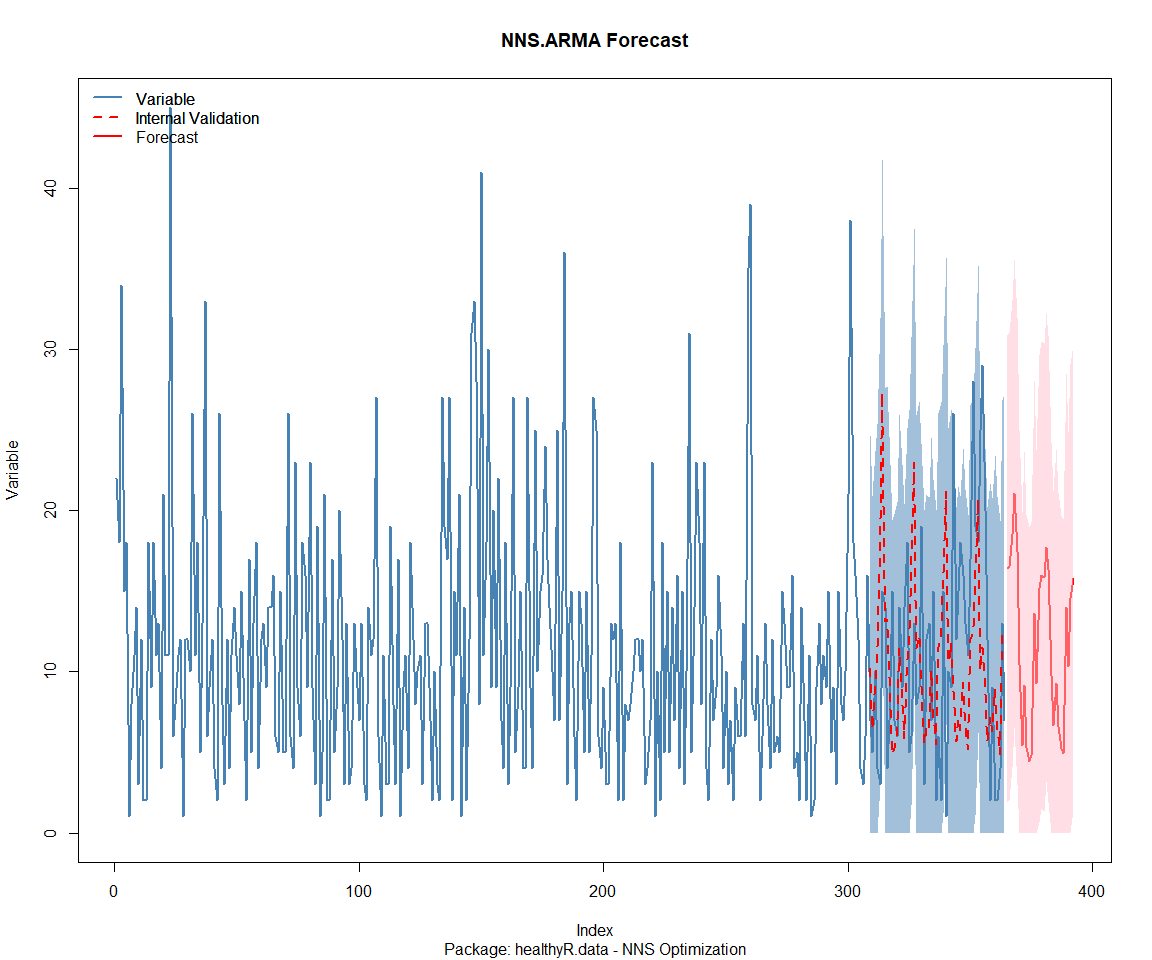 NNS.ARMA Forecast
Variable
Internal Validation
Forecast
Variable
40
30
20
10
0
0 100 200 300 400
Index
Package: healthyR.data - NNS Optimization